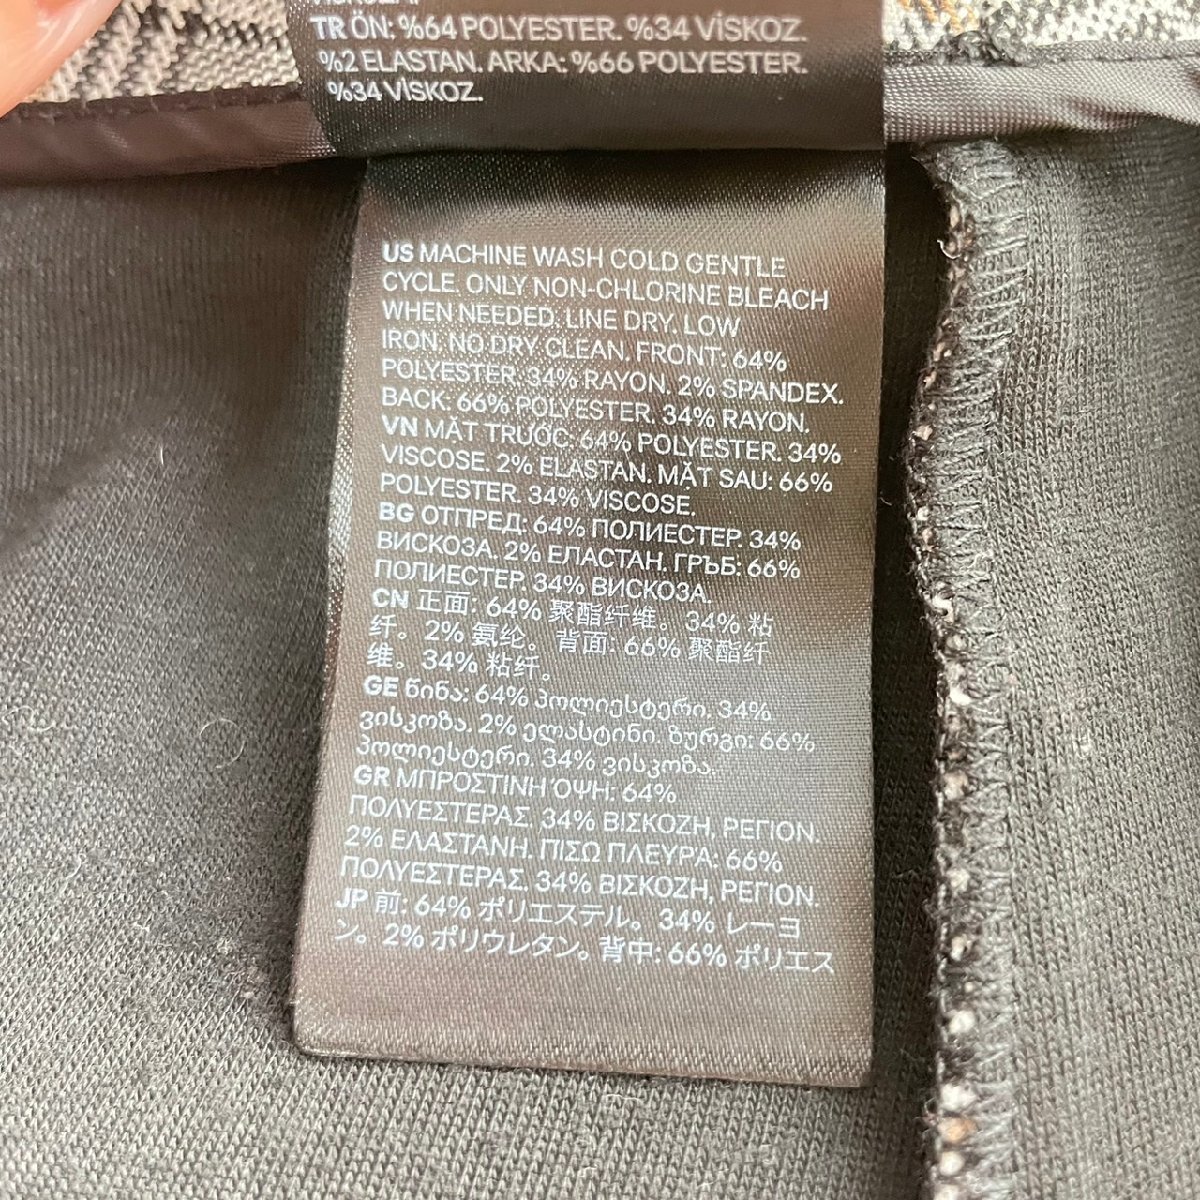 TR ÖN: %64 POLYESTER. %34 VİSKOZ.
%2 ELASTAN. ARKA: %66 POLYESTER.
%34 VİSKOZ.
US MACHINE WASH COLD GENTLE
CYCLE. ONLY NON-CHLORINE BLEACH
WHEN NEEDED. LINE DRY. LOW
IRON. NO DRY CLEAN. FRONT: 64%
POLYESTER. 34% RAYON. 2% SPANDEX.
BACK: 66% POLYESTER. 34% RAYON.
VN MẶT TRƯỚC: 64% POLYESTER. 34%
VISCOSE. 2% ELASTAN. MẶT SAU: 66%
POLYESTER. 34% VISCOSE.
BG ОТПРЕД: 64% ПОЛИЕСТЕР 34%
ВИСКОЗА. 2% ЕЛАСТАН. ГРЪБ: 66%
ПОЛИЕСТЕР. 34% ВИСКОЗА.
CN 正面: 64% 聚酯纤维。34% 粘
纤。2% 氨纶。背面: 66% 聚酯纤
维。34% 粘纤。
GE წინა: 64% პოლიესტერი. 34%
ვისკოზა. 2% ელასტინი. ზურგი: 66%
პოლიესტერი. 34% ვისკოზა.
GR ΜΠΡΟΣΤΙΝΗ ΌΨΗ: 64%
ΠΟΛΥΕΣΤΕΡΑΣ. 34% ΒΙΣΚΟΖΗ, ΡΕΓΙΟΝ.
2% ΕΛΑΣΤΑΝΗ. ΠΙΣΩ ΠΛΕΥΡΑ: 66%
ΠΟΛΥΕΣΤΕΡΑΣ. 34% ΒΙΣΚΟΖΗ, ΡΕΓΙΟΝ.
JP 前: 64% ポリエステル。34% レーヨ
ン。2% ポリウレタン。背中: 66% ポリエス